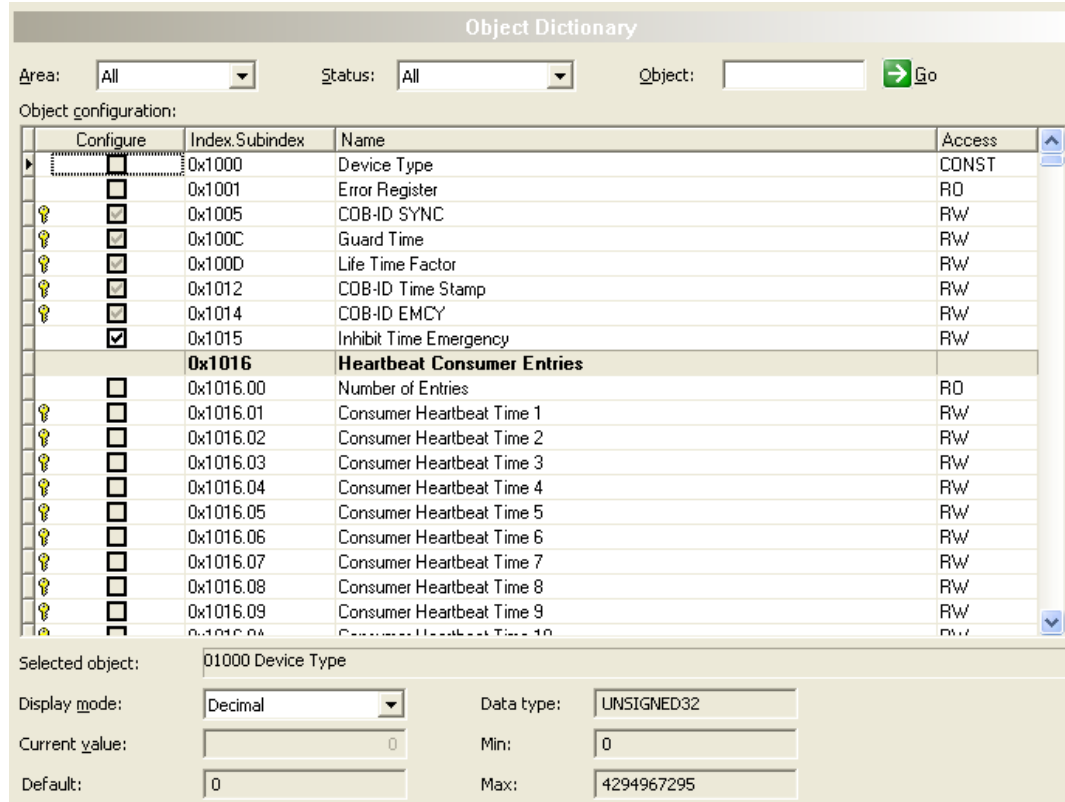 Object Dictionary
Area: All Status: All Object: Go
Object configuration:
Configure Index.Subindex Name Access
0x1000 Device Type CONST
0x1001 Error Register RO
0x1005 COB-ID SYNC RW
0x100C Guard Time RW
0x100D Life Time Factor RW
0x1012 COB-ID Time Stamp RW
0x1014 COB-ID EMCY RW
0x1015 Inhibit Time Emergency RW
0x1016 Heartbeat Consumer Entries
0x1016.00 Number of Entries RO
0x1016.01 Consumer Heartbeat Time 1 RW
0x1016.02 Consumer Heartbeat Time 2 RW
0x1016.03 Consumer Heartbeat Time 3 RW
0x1016.04 Consumer Heartbeat Time 4 RW
0x1016.05 Consumer Heartbeat Time 5 RW
0x1016.06 Consumer Heartbeat Time 6 RW
0x1016.07 Consumer Heartbeat Time 7 RW
0x1016.08 Consumer Heartbeat Time 8 RW
0x1016.09 Consumer Heartbeat Time 9 RW
0x1016.0A Consumer Heartbeat Time 10 RW
Selected object: 01000 Device Type
Display mode: Decimal Data type: UNSIGNED32
Current value: 0 Min: 0
Default: 0 Max: 4294967295